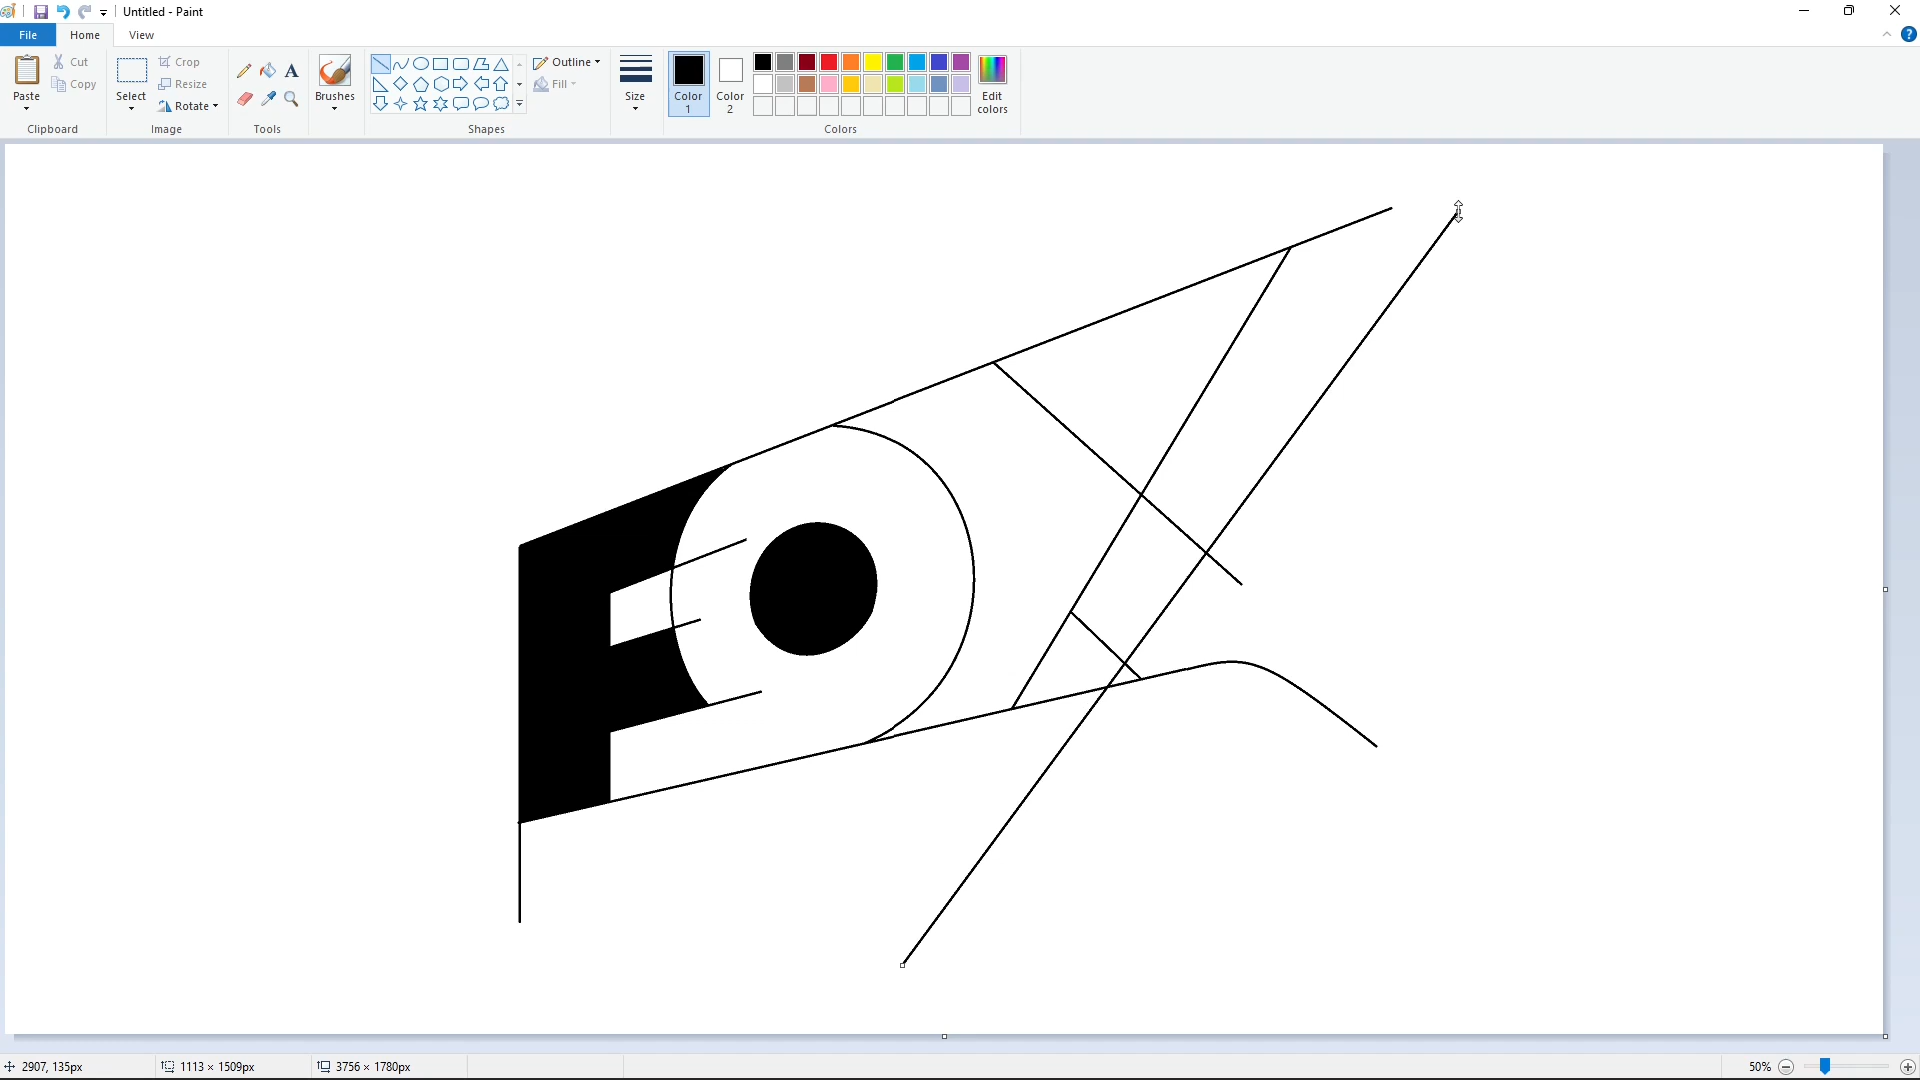 Untitled - Paint
File
Home
View
Paste
Cut
Copy
Clipboard
Select
Crop
Resize
Rotate
Image
A
Tools
Brushes
Shapes
Outline
Fill
Size
Color
1
Color
2
Colors
Edit
colors
?
2907, 135px
1113 × 1509px
3756 × 1780px
50%